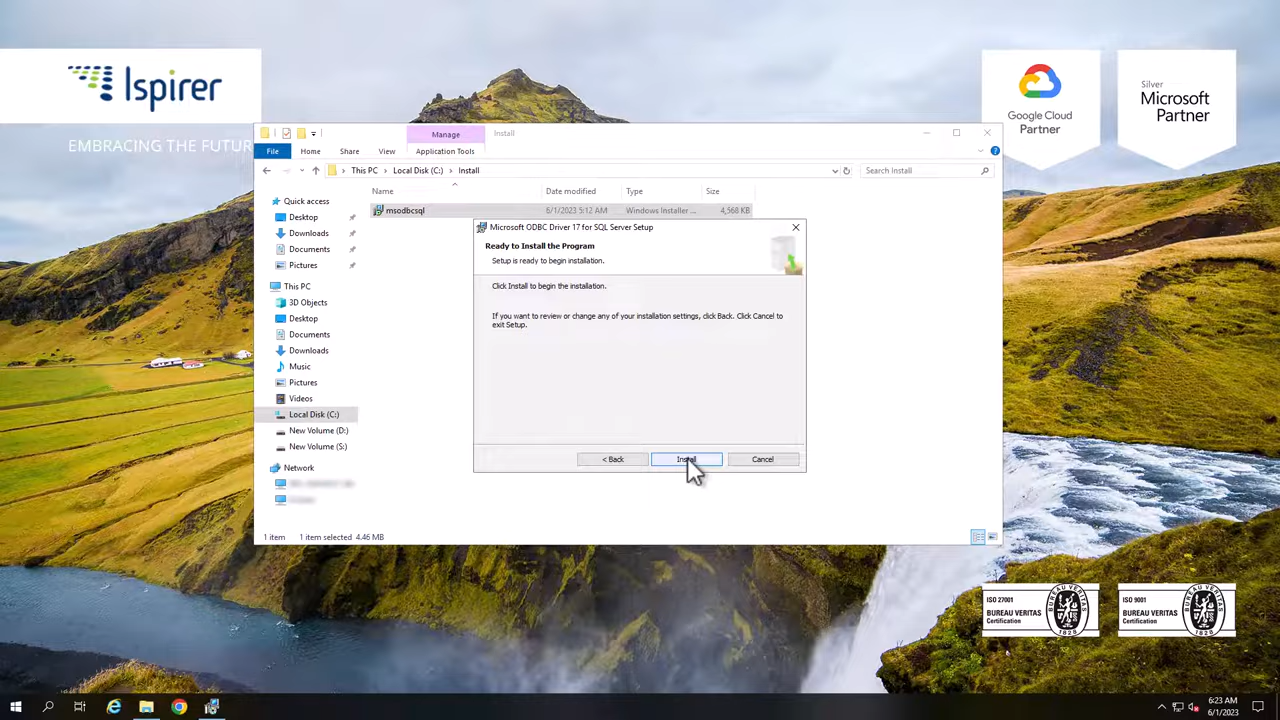 Ispirer
EMBRACING THE FUTUR
Google Cloud
Partner
Silver
Microsoft
Partner
Manage
Install
File
Home
Share
View
Application Tools
This PC > Local Disk (C:) > Install
Search Install
Name
Date modified
Type
Size
msodbcsql
6/1/2023 5:12 AM
Windows Installer ...
4,568 KB
Quick access
Desktop
Downloads
Documents
Pictures
This PC
3D Objects
Desktop
Documents
Downloads
Music
Pictures
Videos
Local Disk (C:)
New Volume (D:)
New Volume (S:)
Network
1 item
1 item selected 4.46 MB
Microsoft ODBC Driver 17 for SQL Server Setup
Ready to Install the Program
Setup is ready to begin installation.
Click Install to begin the installation.
If you want to review or change any of your installation settings, click Back. Click Cancel to
exit Setup.
< Back
Install
Cancel
ISO 27001
BUREAU VERITAS
Certification
1828
ISO 9001
BUREAU VERITAS
Certification
1828
6:23 AM
6/1/2023